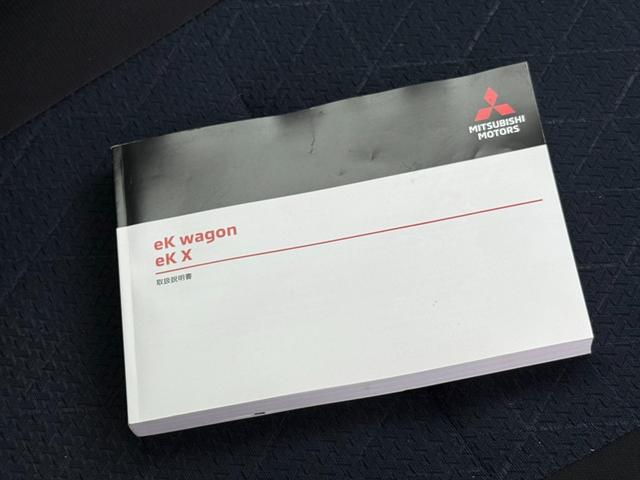 MITSUBISHI
MOTORS
eK wagon
eK X
取扱説明書